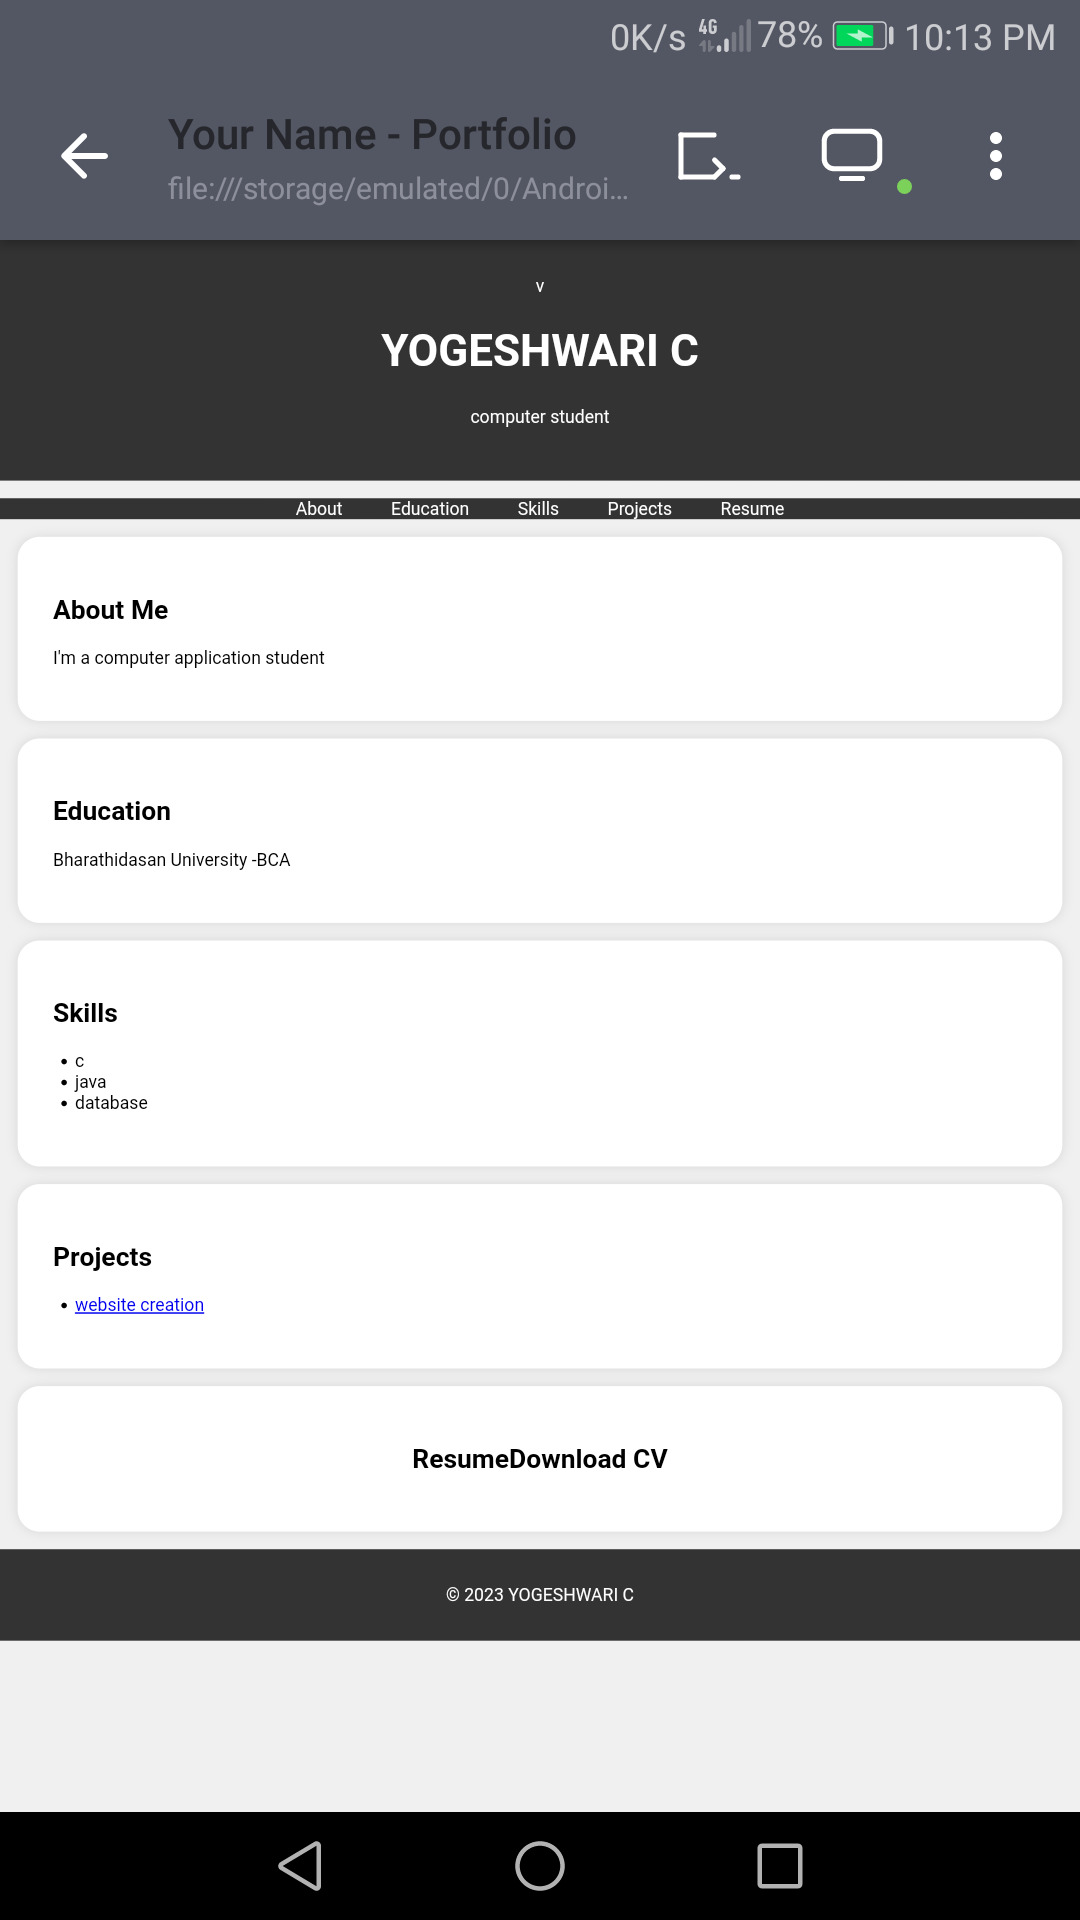 0K/s 4G 78% 10:13 PM
Your Name - Portfolio
file:///storage/emulated/0/Androi...
v
YOGESHWARI C
computer student
About Education Skills Projects Resume
About Me
I'm a computer application student
Education
Bharathidasan University -BCA
Skills
• c
• java
• database
Projects
• website creation
ResumeDownload CV
© 2023 YOGESHWARI C